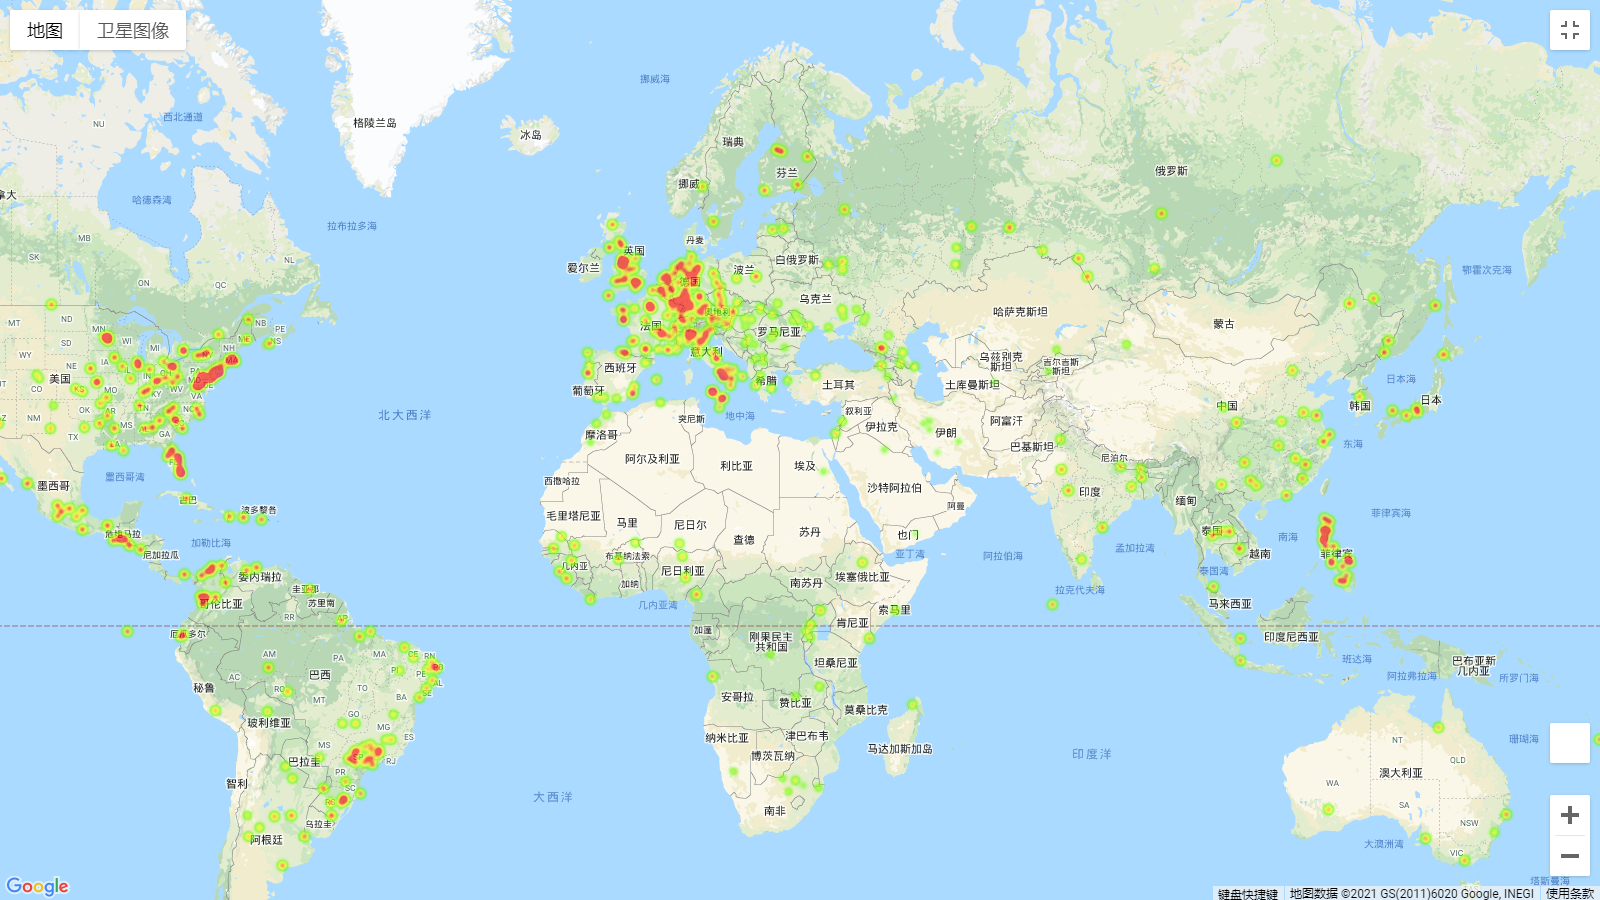 地图
卫星图像
格陵兰岛
冰岛
挪威海
西北通道
NU
瑞典
芬兰
挪威
俄罗斯
哈德森湾
拉布拉多海
MB
SK
ON
QC
NL
丹麦
英国
爱尔兰
白俄罗斯
波兰
德国
乌克兰
鄂霍次克海
MT
ND
MN
SD
WI
NB
PE
NS
ME
NH
MI
WY
IA
NE
法国
罗马尼亚
哈萨克斯坦
蒙古
意大利
西班牙
葡萄牙
希腊
土耳其
乌兹别克
斯坦
吉尔吉斯
斯坦
土库曼斯坦
美国
CO
KS
MO
KY
NC
OK
AR
MS
GA
NM
TX
北大西洋
突尼斯
地中海
叙利亚
伊拉克
伊朗
阿富汗
巴基斯坦
中国
韩国
日本
日本海
东海
摩洛哥
阿尔及利亚
利比亚
埃及
沙特阿拉伯
阿曼
也门
尼泊尔
印度
缅甸
墨西哥湾
墨西哥
古巴
波多黎各
危地马拉
尼加拉瓜
加勒比海
西撒哈拉
毛里塔尼亚
马里
尼日尔
查德
苏丹
亚丁湾
阿拉伯海
孟加拉湾
泰国
越南
南海
菲律宾海
菲律宾
泰国湾
几内亚
布基纳法索
加纳
尼日利亚
南苏丹
埃塞俄比亚
索马里
拉克代夫海
马来西亚
委内瑞拉
圭亚那
苏里南
哥伦比亚
RR
AP
几内亚湾
加蓬
刚果民主
共和国
肯尼亚
坦桑尼亚
印度尼西亚
班达海
阿拉弗拉海
巴布亚新
几内亚
所罗门海
厄瓜多尔
AM
PA
MA
CE
RN
PB
PE
PI
AL
SE
AC
RO
TO
BA
巴西
秘鲁
MT
GO
MG
ES
玻利维亚
MS
SP
RJ
巴拉圭
PR
SC
RS
智利
乌拉圭
阿根廷
大西洋
安哥拉
赞比亚
莫桑比克
纳米比亚
津巴布韦
博茨瓦纳
马达加斯加岛
南非
印度洋
珊瑚海
NT
QLD
WA
澳大利亚
SA
NSW
VIC
大澳洲湾
塔斯曼海
Google
键盘快捷键
地图数据 ©2021 GS(2011)6020 Google, INEGI
使用条款